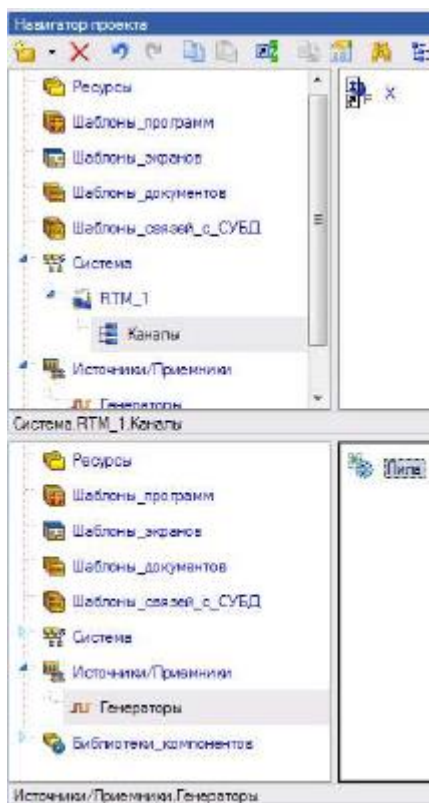 Навигатор проекта
Ресурсы
Шаблоны_программ
Шаблоны_экранов
Шаблоны_документов
Шаблоны_связей_с_СУБД
Система
RTM_1
Каналы
Источники/Приемники
Генераторы
X
Система.RTM_1.Каналы
Ресурсы
Шаблоны_программ
Шаблоны_экранов
Шаблоны_документов
Шаблоны_связей_с_СУБД
Система
Источники/Приемники
Генераторы
Библиотеки_компонентов
Пила
Источники/Приемники.Генераторы